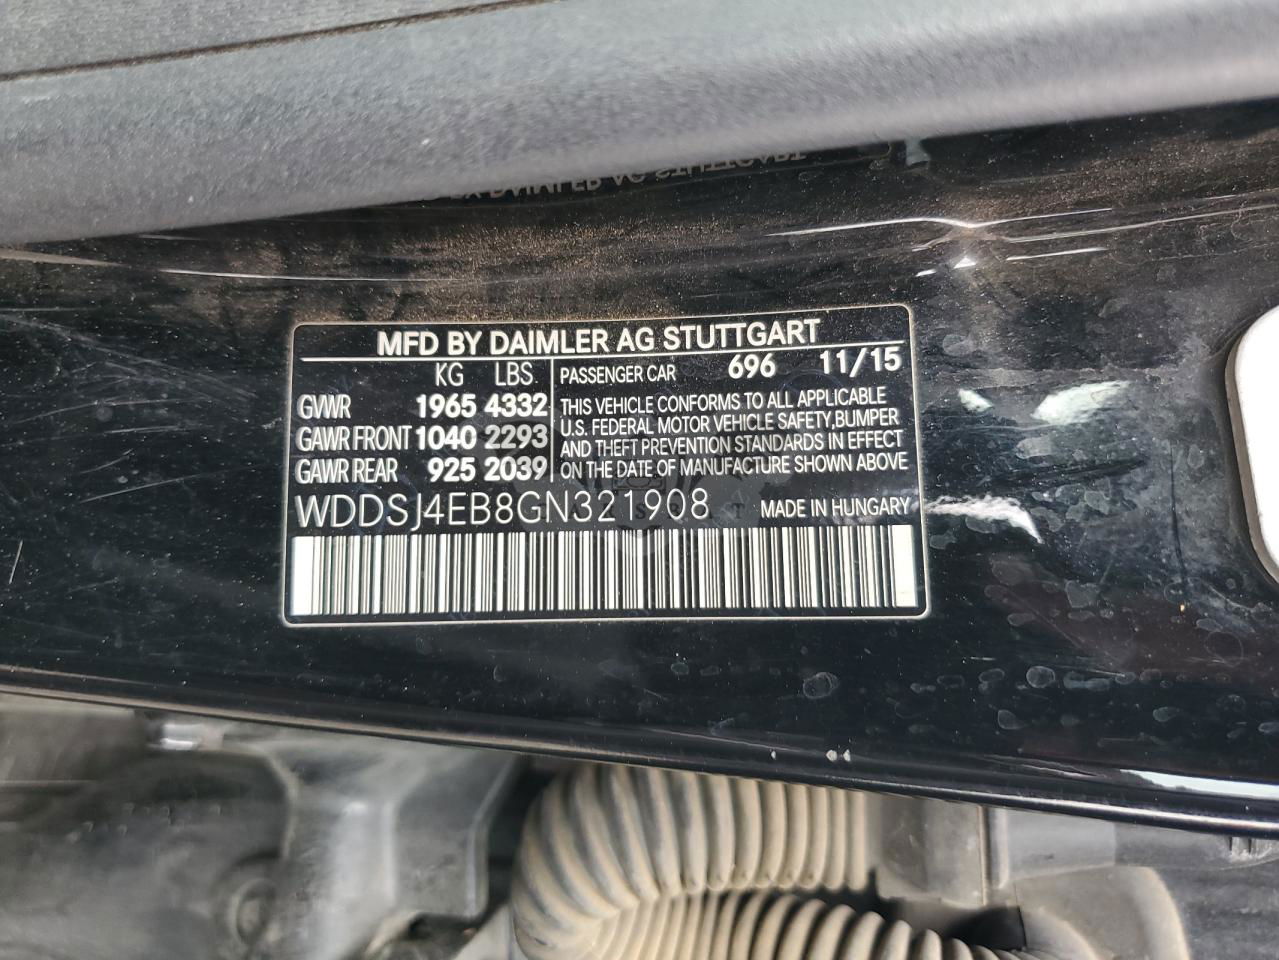 MFD BY DAIMLER AG STUTTGART
KG LBS PASSENGER CAR 696 11/15
GVWR 1965 4332
GAWR FRONT 1040 2293
GAWR REAR 925 2039
THIS VEHICLE CONFORMS TO ALL APPLICABLE
U.S. FEDERAL MOTOR VEHICLE SAFETY, BUMPER
AND THEFT PREVENTION STANDARDS IN EFFECT
ON THE DATE OF MANUFACTURE SHOWN ABOVE
WDDSJ4EB8GN321908 MADE IN HUNGARY